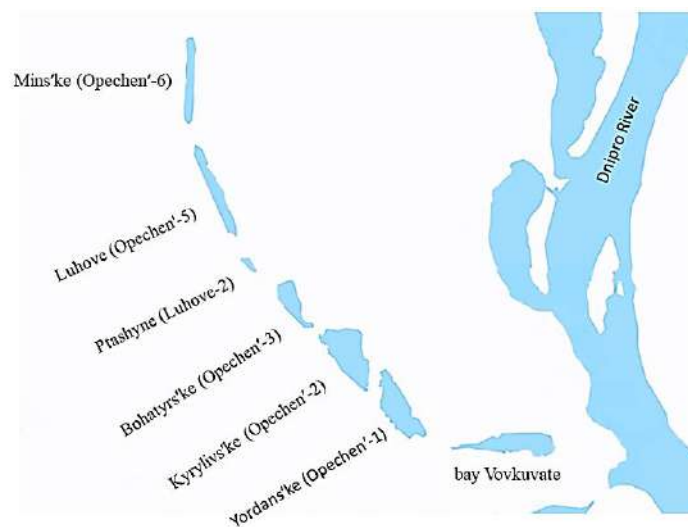 Mins'ke (Opechen'-6)
Dnipro River
Luhove (Opechen'-5)
Ptashyne (Luhove-2)
Bohatyrs'ke (Opechen'-3)
Kyrylivs'ke (Opechen'-2)
Yordans'ke (Opechen'-1)
bay Vovkuvate